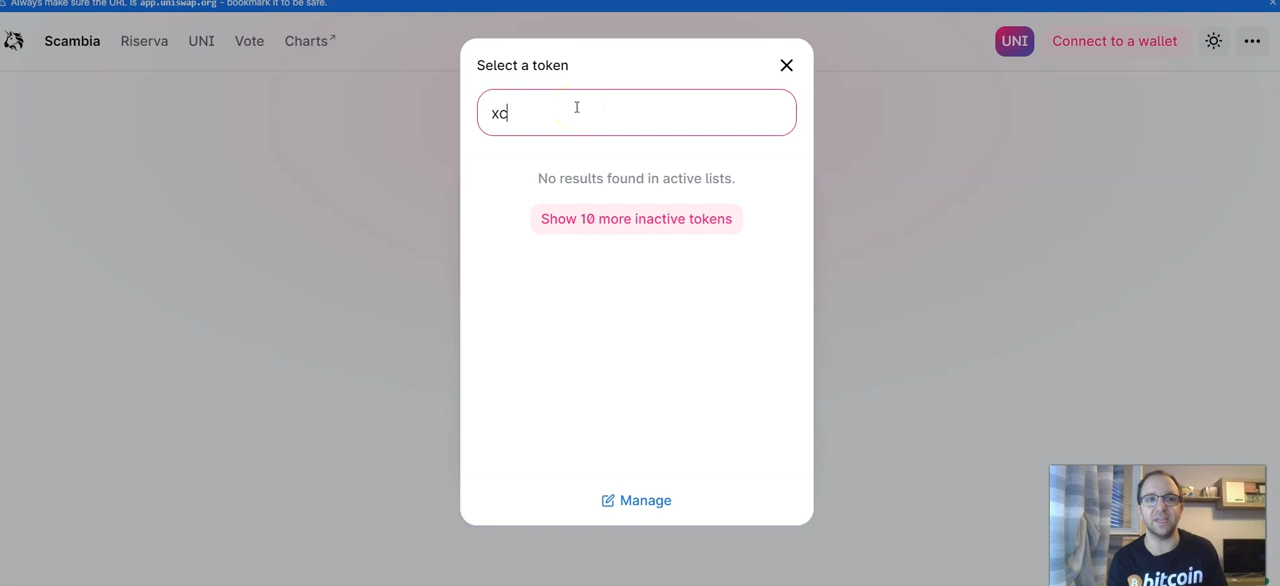 Always make sure the URL is app.uniswap.org - bookmark it to be safe.
Scambia Riserva UNI Vote Charts↗ UNI Connect to a wallet
Select a token
xc
No results found in active lists.
Show 10 more inactive tokens
Manage
bitcoin